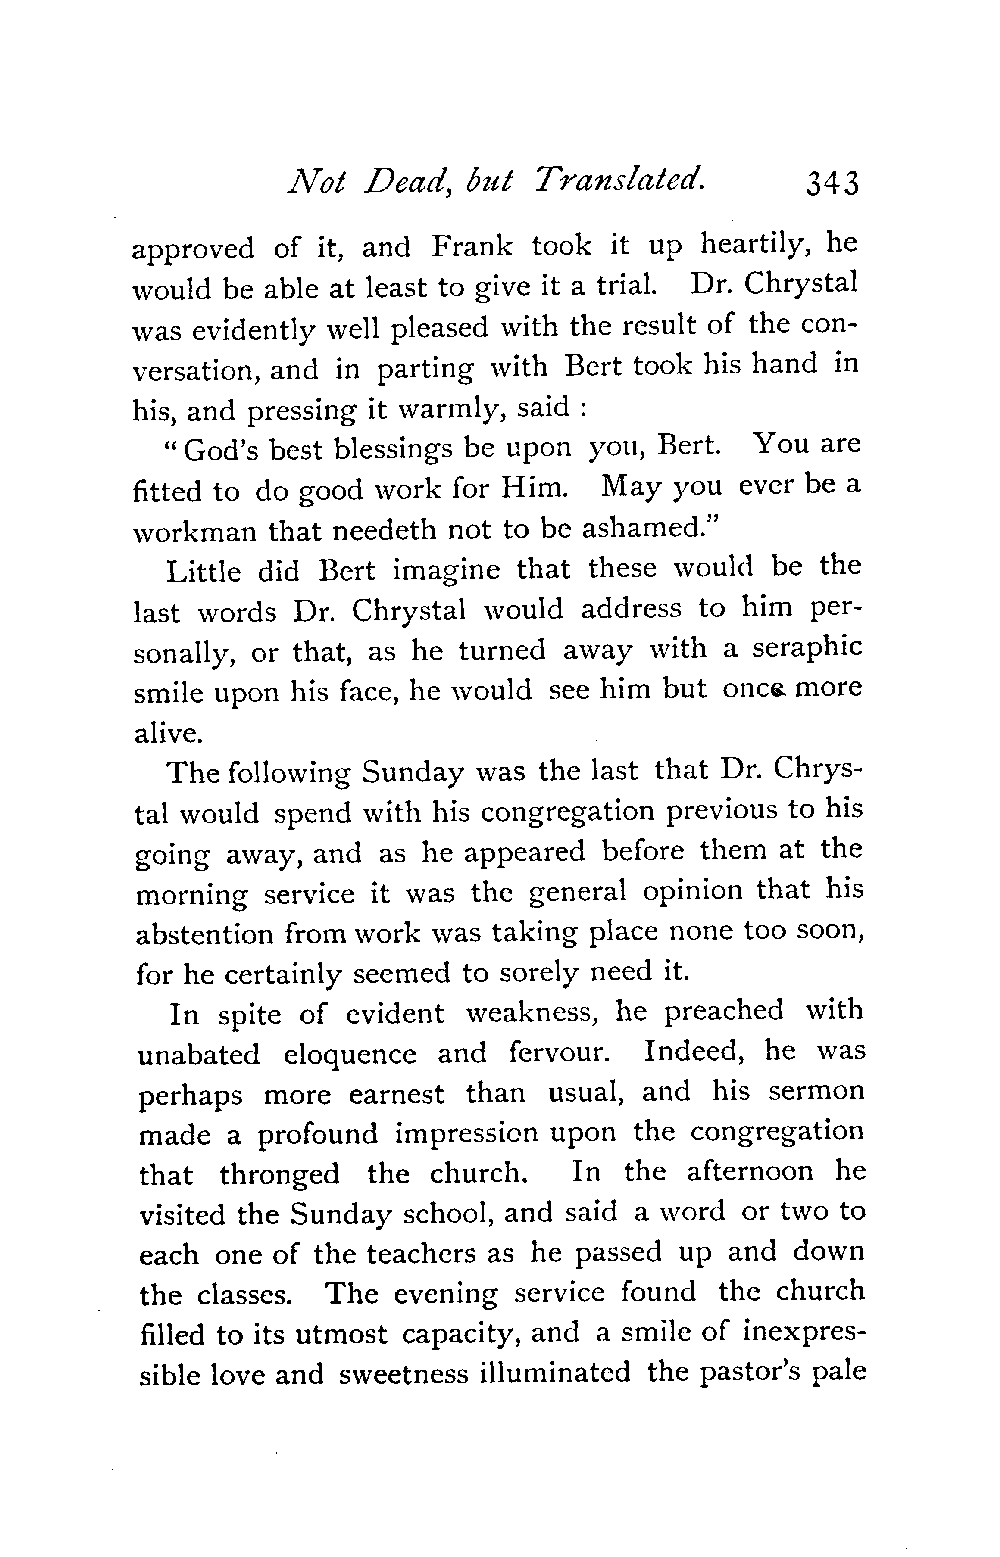 Not Dead, but Translated. 343
approved of it, and Frank took it up heartily, he
would be able at least to give it a trial. Dr. Chrystal
was evidently well pleased with the result of the con-
versation, and in parting with Bert took his hand in
his, and pressing it warmly, said :
“ God's best blessings be upon you, Bert. You are
fitted to do good work for Him. May you ever be a
workman that needeth not to be ashamed.”
Little did Bert imagine that these would be the
last words Dr. Chrystal would address to him per-
sonally, or that, as he turned away with a seraphic
smile upon his face, he would see him but once more
alive.
The following Sunday was the last that Dr. Chrys-
tal would spend with his congregation previous to his
going away, and as he appeared before them at the
morning service it was the general opinion that his
abstention from work was taking place none too soon,
for he certainly seemed to sorely need it.
In spite of evident weakness, he preached with
unabated eloquence and fervour. Indeed, he was
perhaps more earnest than usual, and his sermon
made a profound impression upon the congregation
that thronged the church. In the afternoon he
visited the Sunday school, and said a word or two to
each one of the teachers as he passed up and down
the classes. The evening service found the church
filled to its utmost capacity, and a smile of inexpres-
sible love and sweetness illuminated the pastor's pale